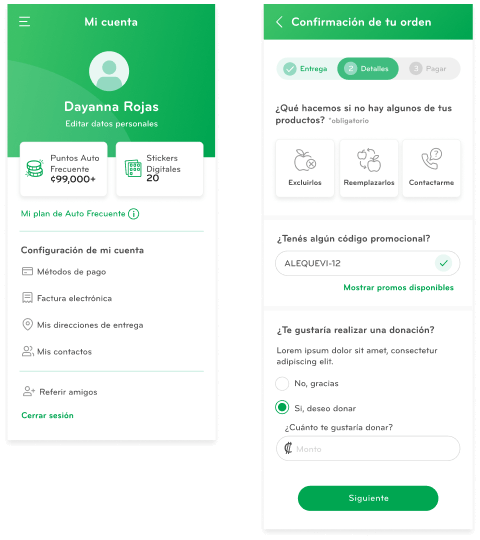 Mi cuenta
Dayanna Rojas
Editar datos personales
Puntos Auto
Frecuente
¢99,000+
Stickers
Digitales
20
Mi plan de Auto Frecuente
Configuración de mi cuenta
Métodos de pago
Factura electrónica
Mis direcciones de entrega
Mis contactos
Referir amigos
Cerrar sesión
Confirmación de tu orden
Entrega
2 Detalles
3 Pagar
¿Qué hacemos si no hay algunos de tus
productos? *obligatorio
Excluirlos
Reemplazarlos
Contactarme
¿Tenés algún código promocional?
ALEQUEVI-12
Mostrar promos disponibles
¿Te gustaría realizar una donación?
Lorem ipsum dolor sit amet, consectetur
adipiscing elit.
No, gracias
Si, deseo donar
¿Cuánto te gustaría donar?
₡ Monto
Siguiente